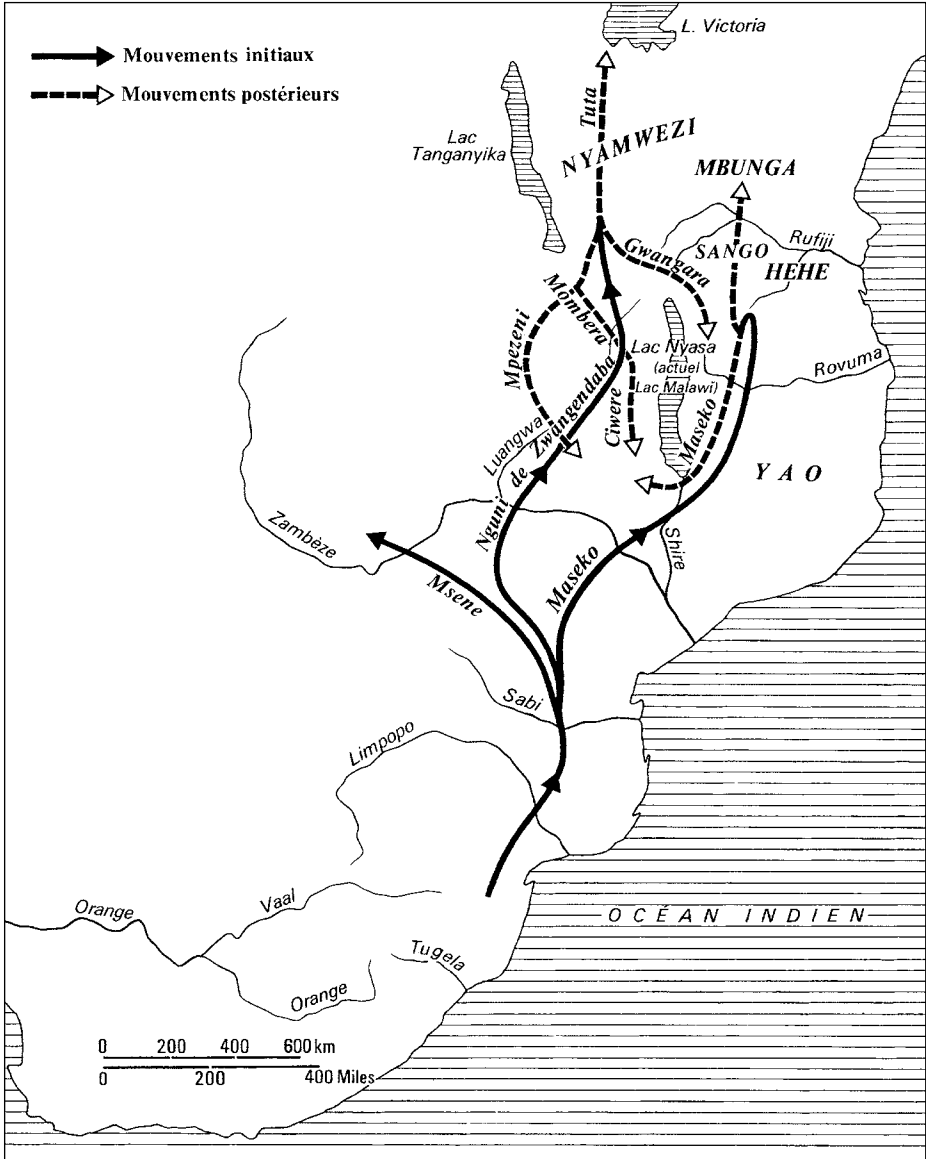 L. Victoria
Mouvements initiaux
Mouvements postérieurs
Tuta
Lac
Tanganyika
NYAMWEZI
MBUNGA
Gwangara
SANGO
Rufiji
HEHE
Mombera
Mpezeni
Lac Nyasa
(actuel
Lac Malawi)
Rovuma
Ciwere
Maseko
Luangwa
Nguni de Zwangendaba
YAO
Zambèze
Shire
Msene
Maseko
Sabi
Limpopo
Orange
Vaal
OCÉAN INDIEN
Tugela
Orange
0 200 400 600 km
0 200 400 Miles